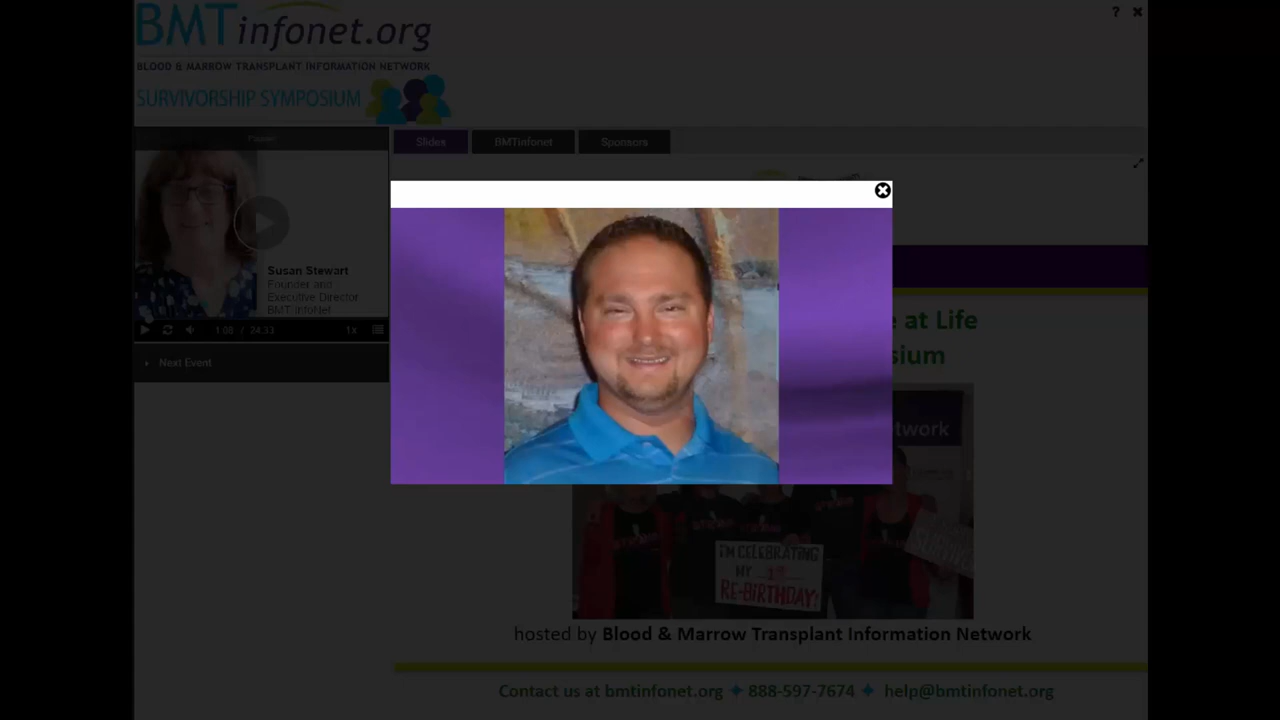 BMTinfonet.org
BLOOD & MARROW TRANSPLANT INFORMATION NETWORK
SURVIVORSHIP SYMPOSIUM
? ×
Slides BMTinfonet Sponsors
Susan Stewart
Founder and
Executive Director
BMT InfoNet
1:08 / 24:33 1x
Next Event
e at Life
sium
work
I'M CELEBRATING
MY 1st
RE-BIRTHDAY!
hosted by Blood & Marrow Transplant Information Network
Contact us at bmtinfonet.org ✦ 888-597-7674 ✦ help@bmtinfonet.org